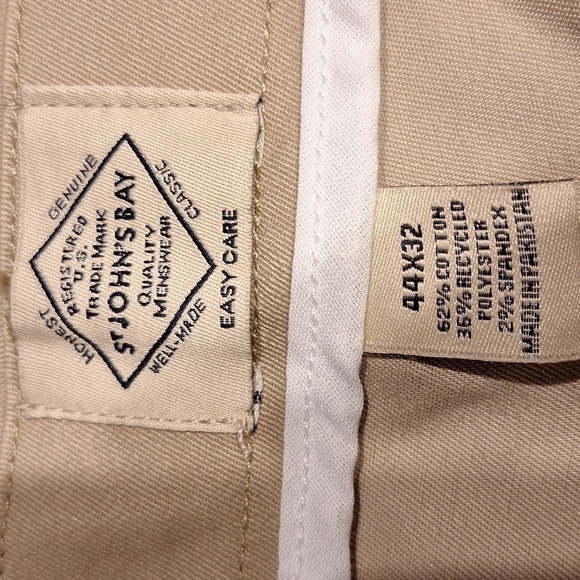 GENUINE
CLASSIC
REGISTERED
U.S.
TRADE MARK
ST JOHN'S BAY
QUALITY
MENSWEAR
HONEST
WELL-MADE
EASY CARE
44X32
62% COTTON
36% RECYCLED
POLYESTER
2% SPANDEX
MADE IN PAKISTAN